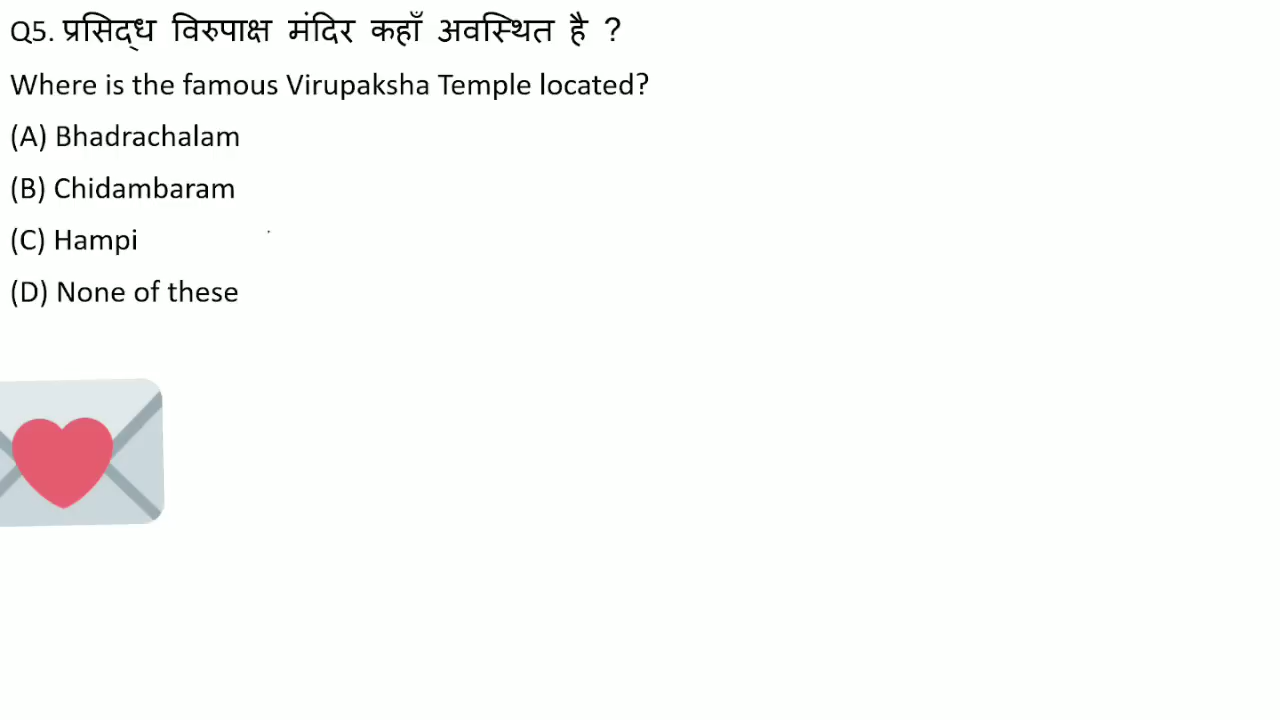 Q5. प्रसिद्ध विरुपाक्ष मंदिर कहाँ अवस्थित है ?
Where is the famous Virupaksha Temple located?
(A) Bhadrachalam
(B) Chidambaram
(C) Hampi
(D) None of these